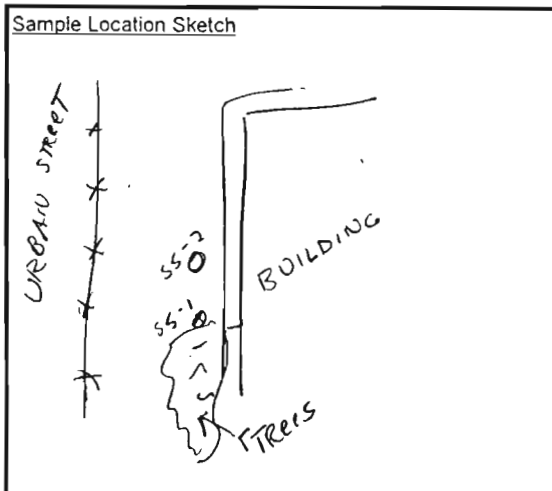 Sample Location Sketch
URBAN STREET
SS-2
BUILDING
SS-1
TREES